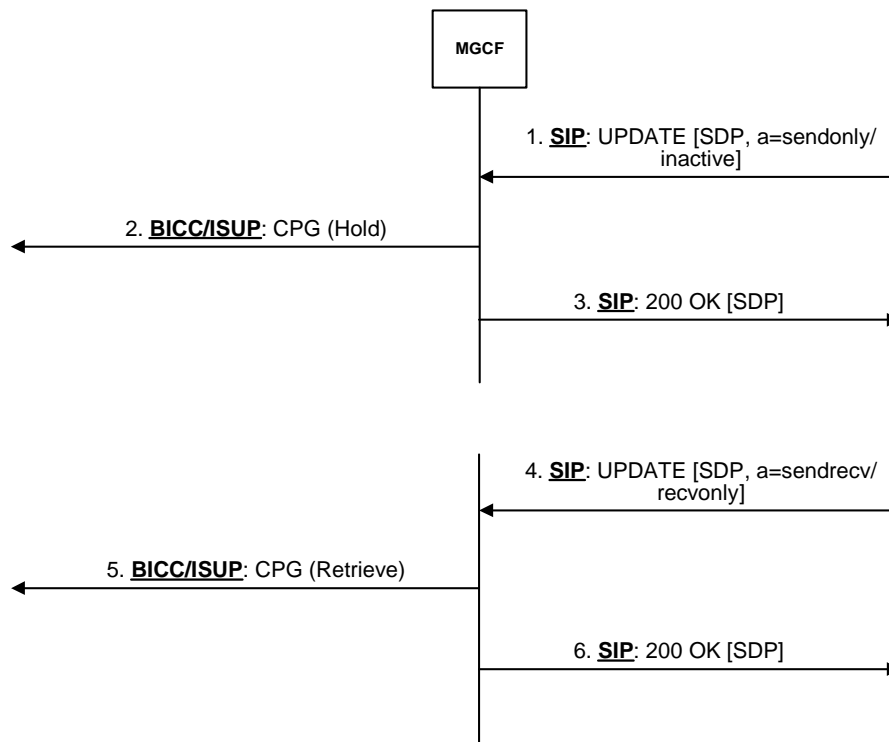 MGCF
1. SIP: UPDATE [SDP, a=sendonly/
inactive]
2. BICC/ISUP: CPG (Hold)
3. SIP: 200 OK [SDP]
4. SIP: UPDATE [SDP, a=sendrecv/
recvonly]
5. BICC/ISUP: CPG (Retrieve)
6. SIP: 200 OK [SDP]